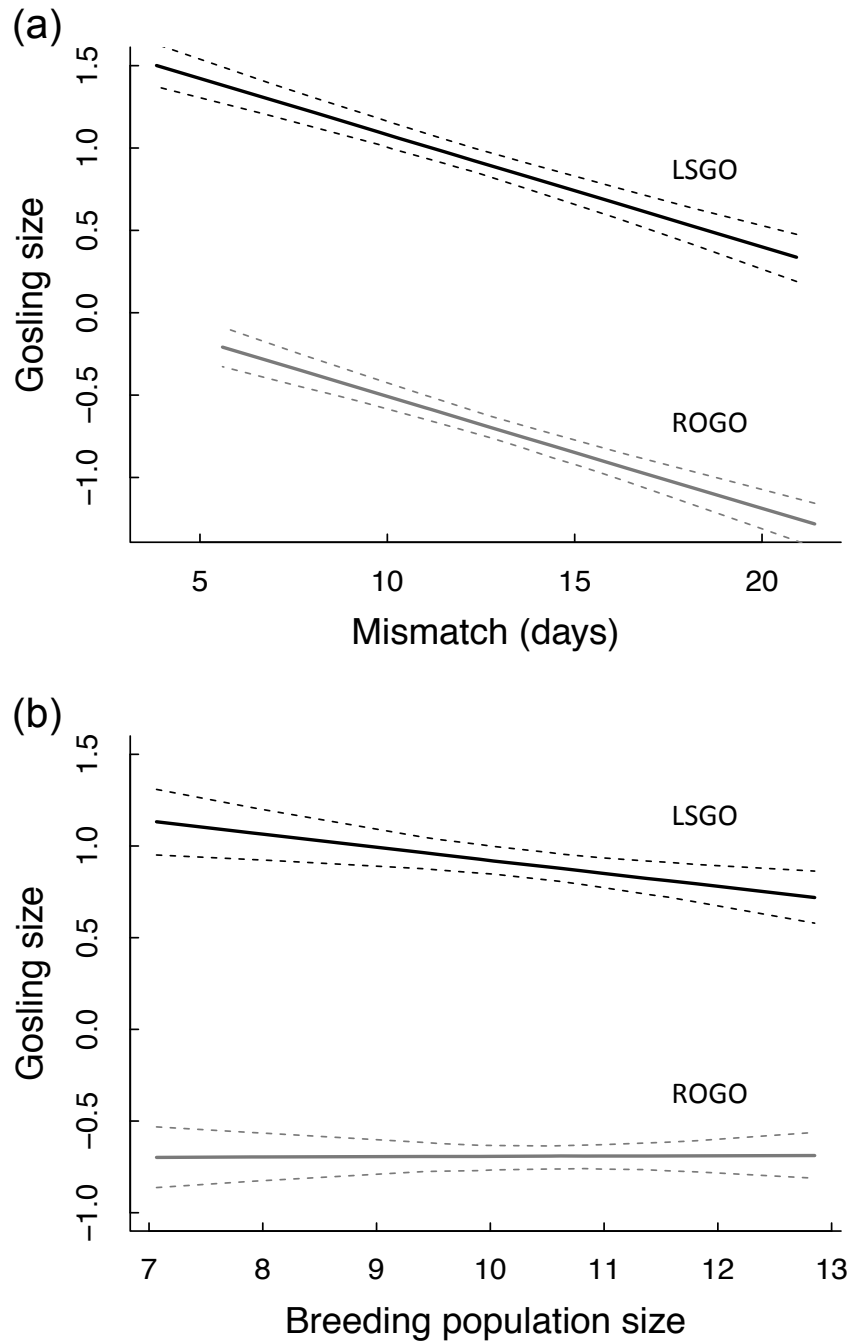 (a)
1.5
1.0
0.5
0.0
−0.5
−1.0
Gosling size
LSGO
ROGO
5 10 15 20
Mismatch (days)
(b)
1.5
1.0
0.5
0.0
−0.5
−1.0
Gosling size
LSGO
ROGO
7 8 9 10 11 12 13
Breeding population size